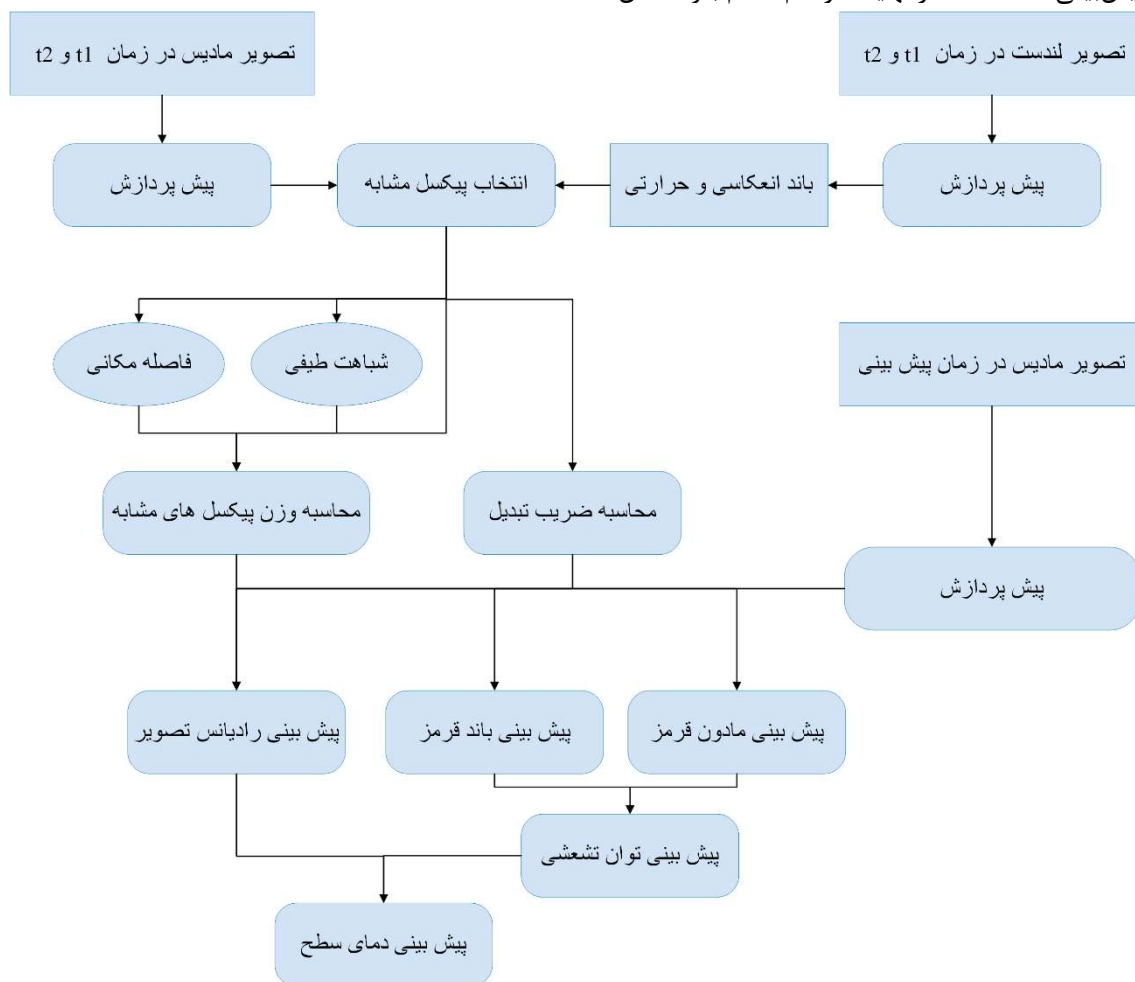 تصویر لندست در زمان t1 و t2
تصویر مادیس در زمان t1 و t2
پیش پردازش
باند انعکاسی و حرارتی
انتخاب پیکسل مشابه
پیش پردازش
شباهت طیفی
فاصله مکانی
تصویر مادیس در زمان پیش بینی
محاسبه ضریب تبدیل
محاسبه وزن پیکسل های مشابه
پیش پردازش
پیش بینی مادون قرمز
پیش بینی باند قرمز
پیش بینی رادیانس تصویر
پیش بینی توان تشعشی
پیش بینی دمای سطح